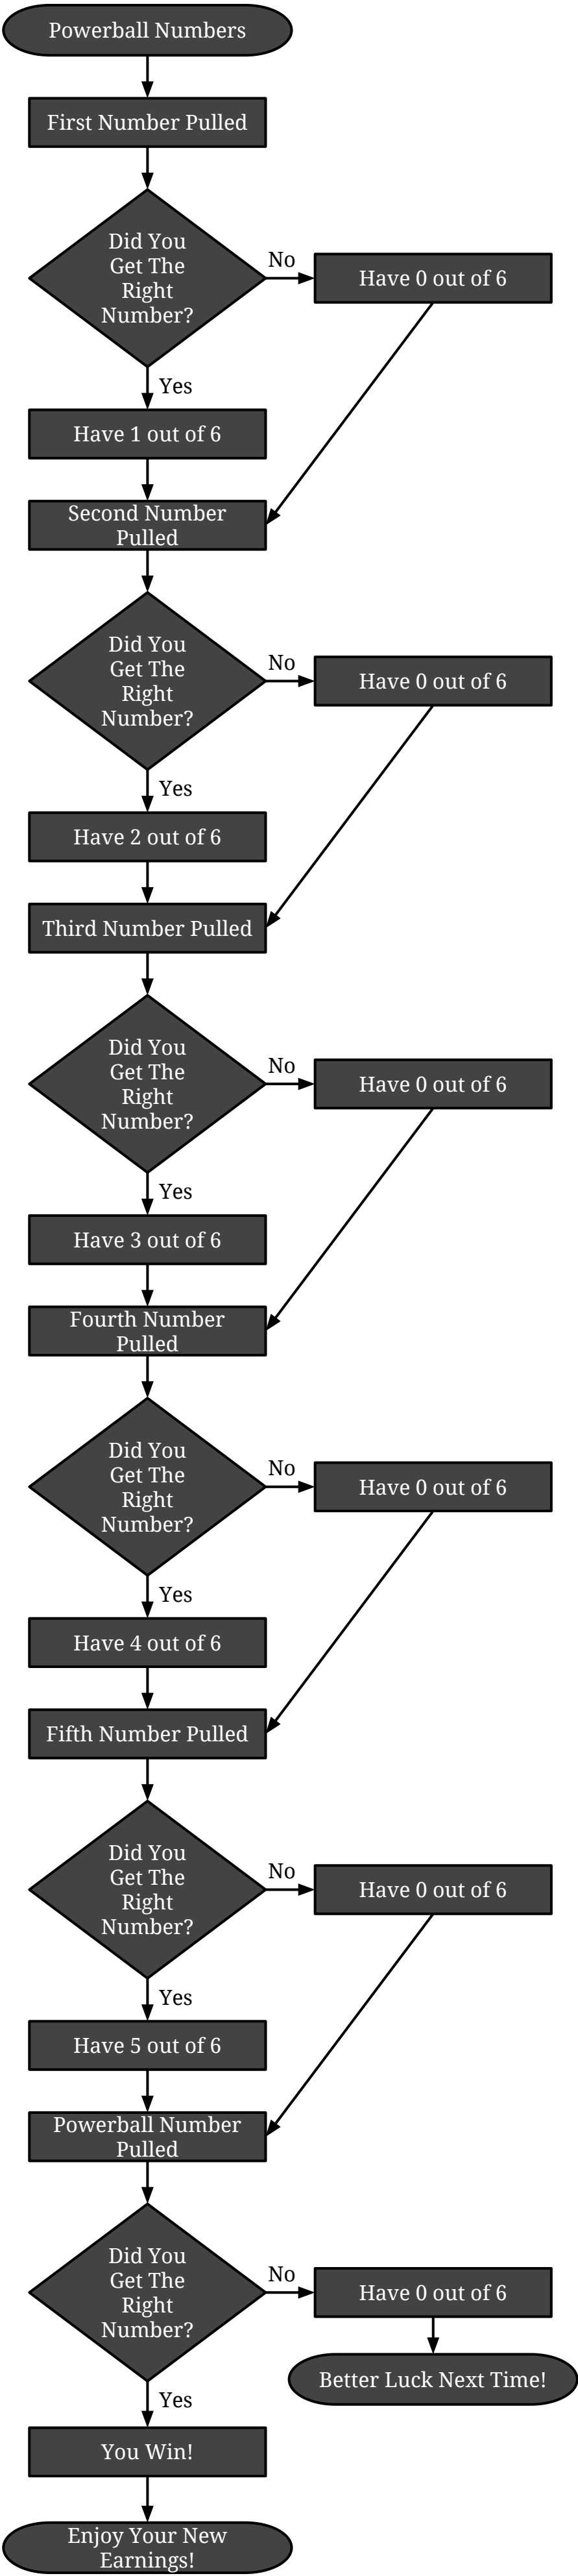 Powerball Numbers
First Number Pulled
Did You
Get The
Right
Number?
No
Have 0 out of 6
Yes
Have 1 out of 6
Second Number
Pulled
Did You
Get The
Right
Number?
No
Have 0 out of 6
Yes
Have 2 out of 6
Third Number Pulled
Did You
Get The
Right
Number?
No
Have 0 out of 6
Yes
Have 3 out of 6
Fourth Number
Pulled
Did You
Get The
Right
Number?
No
Have 0 out of 6
Yes
Have 4 out of 6
Fifth Number Pulled
Did You
Get The
Right
Number?
No
Have 0 out of 6
Yes
Have 5 out of 6
Powerball Number
Pulled
Did You
Get The
Right
Number?
No
Have 0 out of 6
Better Luck Next Time!
Yes
You Win!
Enjoy Your New
Earnings!